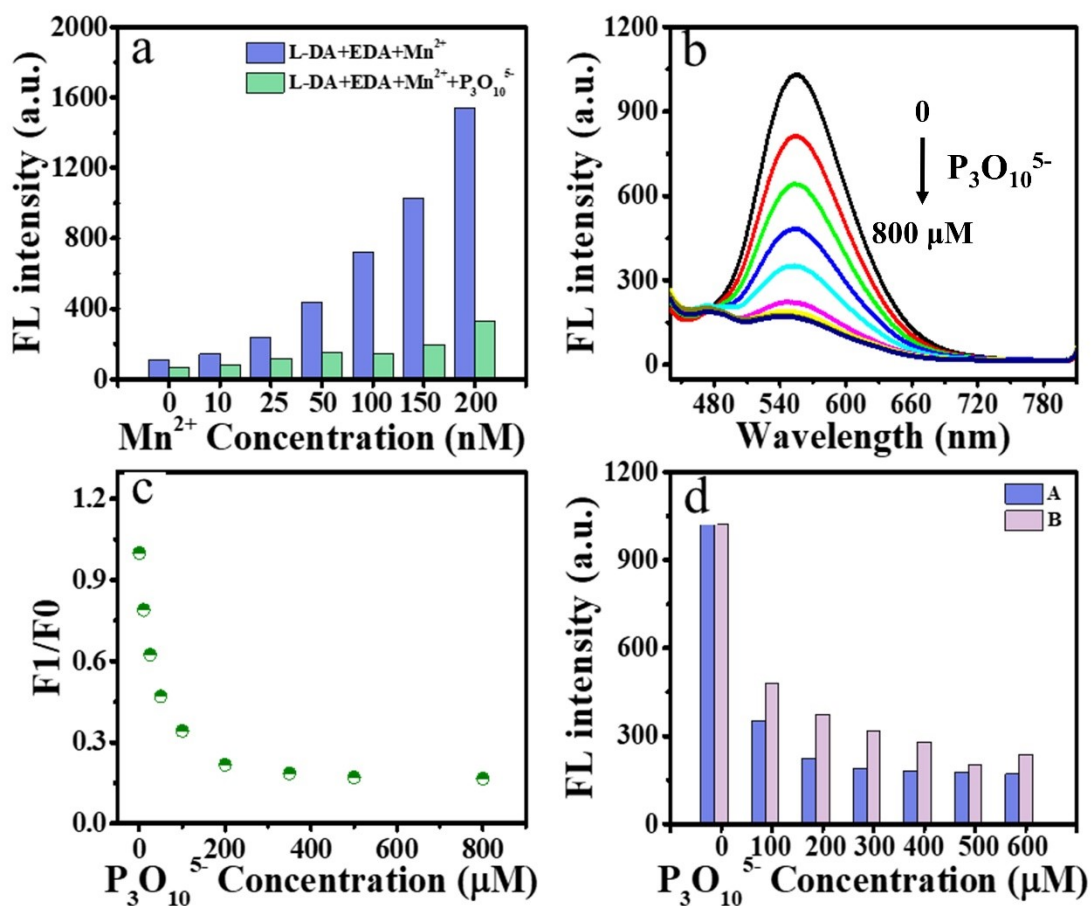 a
L-DA+EDA+Mn²⁺
L-DA+EDA+Mn²⁺+P₃O₁₀⁵⁻
2000
1600
1200
800
400
0
FL intensity (a.u.)
0 10 25 50 100 150 200
Mn²⁺ Concentration (nM)
b
1200
900
600
300
0
FL intensity (a.u.)
0
P₃O₁₀⁵⁻
800 μM
480 540 600 660 720 780
Wavelength (nm)
c
1.2
0.9
0.6
0.3
0.0
F1/F0
0 200 400 600 800
P₃O₁₀⁵⁻ Concentration (μM)
d
A
B
1200
900
600
300
0
FL intensity (a.u.)
0 100 200 300 400 500 600
P₃O₁₀⁵⁻ Concentration (μM)